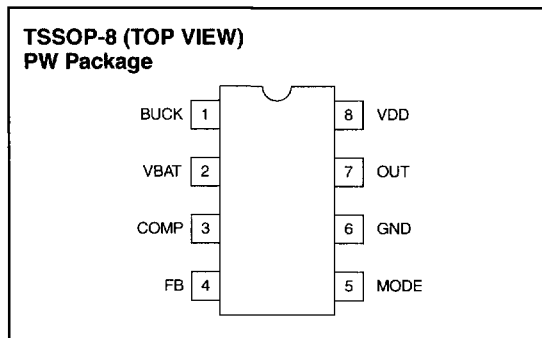 TSSOP-8 (TOP VIEW)
PW Package
BUCK 1 8 VDD
VBAT 2 7 OUT
COMP 3 6 GND
FB 4 5 MODE